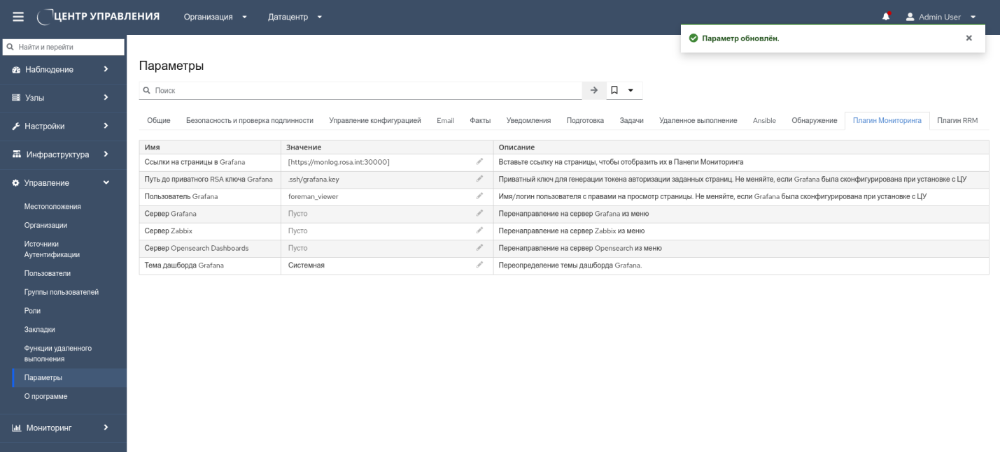 ЦЕНТР УПРАВЛЕНИЯ
Организация
Датацентр
Admin User
Параметр обновлён.
Найти и перейти
Наблюдение
Узлы
Настройки
Инфраструктура
Управление
Местоположения
Организации
Источники
Аутентификации
Пользователи
Группы пользователей
Роли
Закладки
Функции удаленного
выполнения
Параметры
О программе
Мониторинг
Параметры
Поиск
Общие Безопасность и проверка подлинности Управление конфигурацией Email Факты Уведомления Подготовка Задачи Удаленное выполнение Ansible Обнаружение Плагин Мониторинга Плагин RRM
Имя Значение Описание
Ссылки на страницы в Grafana [https://monlog.rosa.int:30000] Вставьте ссылку на страницы, чтобы отобразить их в Панели Мониторинга
Путь до приватного RSA ключа Grafana .ssh/grafana.key Приватный ключ для генерации токена авторизации заданных страниц. Не меняйте, если Grafana была сконфигурирована при установке с ЦУ
Пользователь Grafana foreman_viewer Имя/логин пользователя с правами на просмотр страницы. Не меняйте, если Grafana была сконфигурирована при установке с ЦУ
Сервер Grafana Пусто Перенаправление на сервер Grafana из меню
Сервер Zabbix Пусто Перенаправление на сервер Zabbix из меню
Сервер Opensearch Dashboards Пусто Перенаправление на сервер Opensearch из меню
Тема дашборда Grafana Системная Переопределение темы дашборда Grafana.